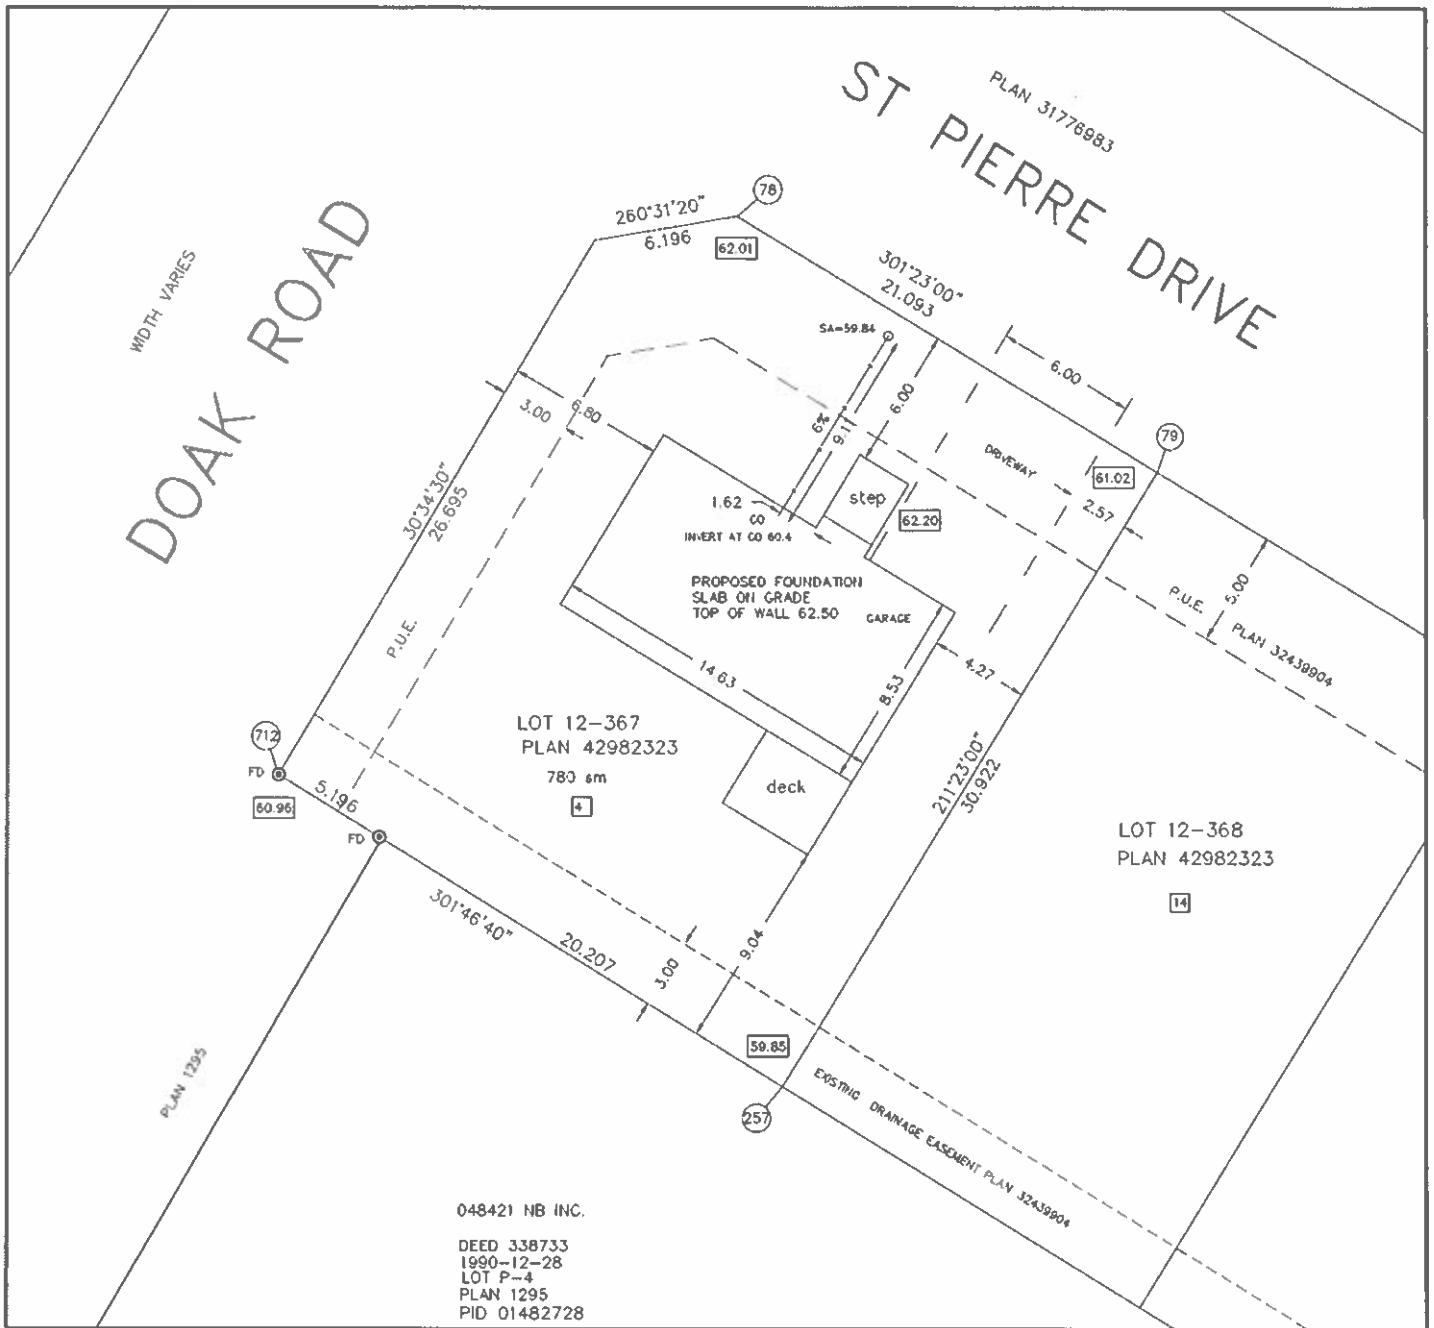 ST PIERRE DRIVE
PLAN 31776983
DOAK ROAD
WIDTH VARIES
78
260°31'20"
6.196
62.01
301°23'00"
21.093
SA=59.84
6.00
6.00
79
3.00
6.80
6%
9.11
DRIVEWAY
61.02
2.57
step
1.62
CO
INVERT AT CO 60.4
62.20
30°34'30"
26.695
PROPOSED FOUNDATION
SLAB ON GRADE
TOP OF WALL 62.50
GARAGE
P.U.E.
5.00
PLAN 32439904
P.U.E.
14.63
8.53
4.27
712
FD
60.96
5.196
FD
LOT 12-367
PLAN 42982323
780 sm
4
deck
211°23'00"
30.922
LOT 12-368
PLAN 42982323
14
301°46'40"
20.207
3.00
9.04
59.85
257
EXISTING DRAINAGE EASEMENT PLAN 32439904
PLAN 1295
048421 NB INC.
DEED 338733
1990-12-28
LOT P-4
PLAN 1295
PID 01482728